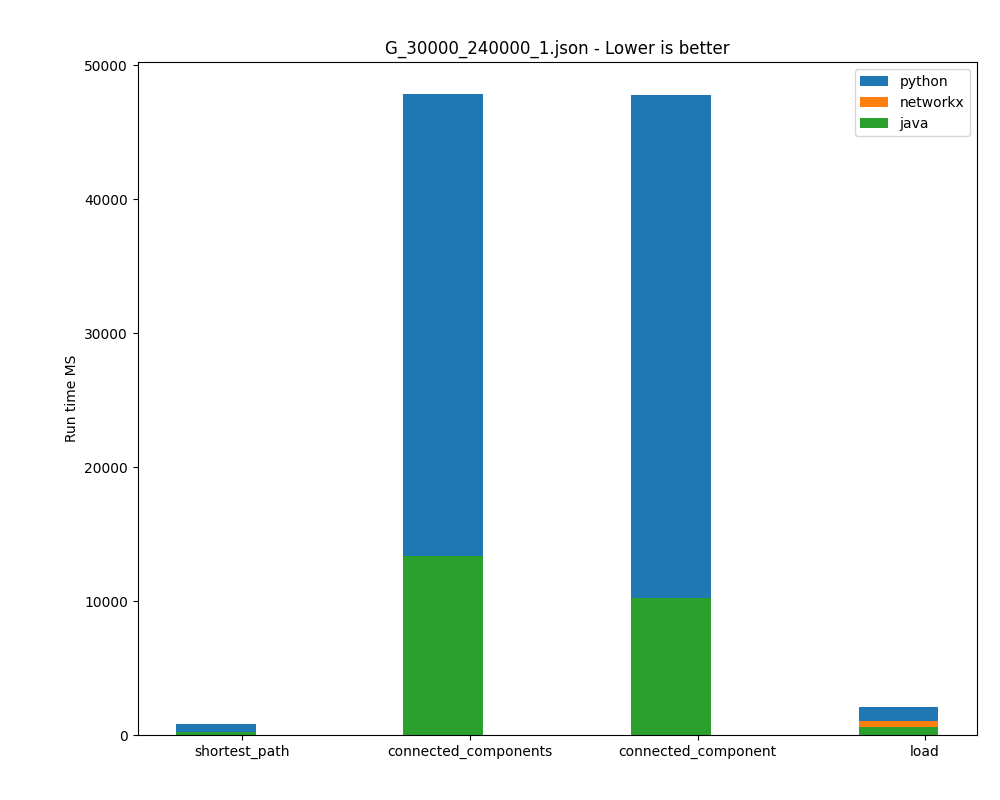 G_30000_240000_1.json - Lower is better
python
networkx
java
Run time MS
50000
40000
30000
20000
10000
0
shortest_path
connected_components
connected_component
load